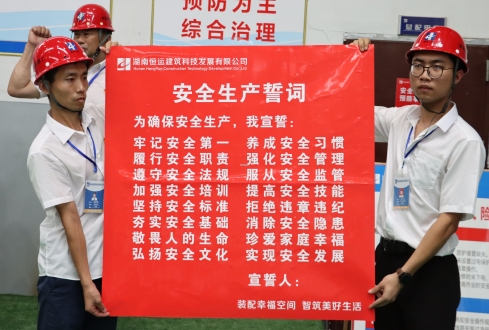 预防为主
综合治理
湖南恒运建筑科技发展有限公司
Hunan HengYun Construction Technology Development Co.,Ltd
安全生产誓词
为确保安全生产,我宣誓:
牢记安全第一 养成安全习惯
履行安全职责 强化安全管理
遵守安全法规 服从安全监管
加强安全培训 提高安全技能
坚持安全标准 拒绝违章违纪
夯实安全基础 消除安全隐患
敬畏人的生命 珍爱家庭幸福
弘扬安全文化 实现安全发展
宣誓人:
装配幸福空间 智筑美好生活